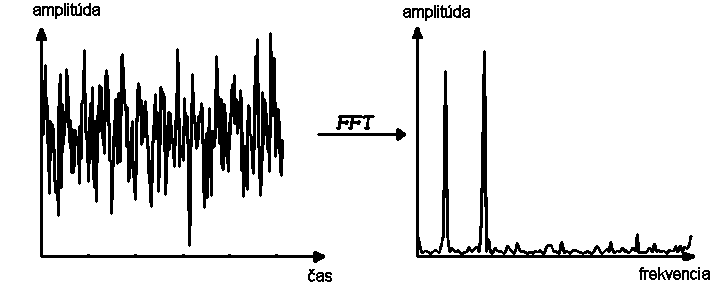 amplitúda
čas
FFT
amplitúda
frekvencia